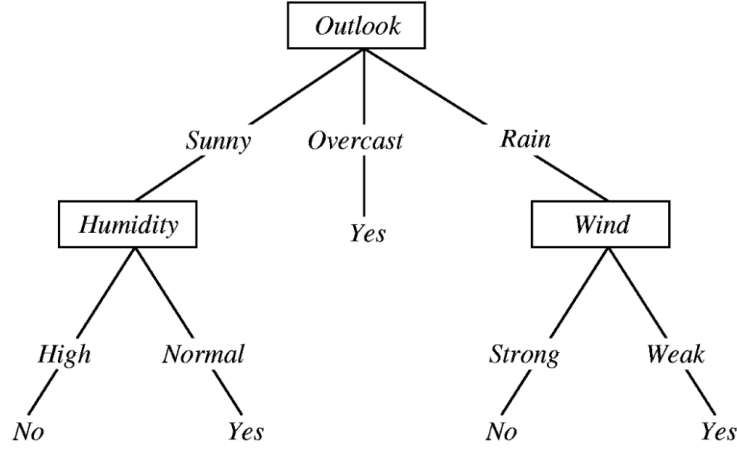 Outlook
Sunny Overcast Rain
Humidity Yes Wind
High Normal Strong Weak
No Yes No Yes